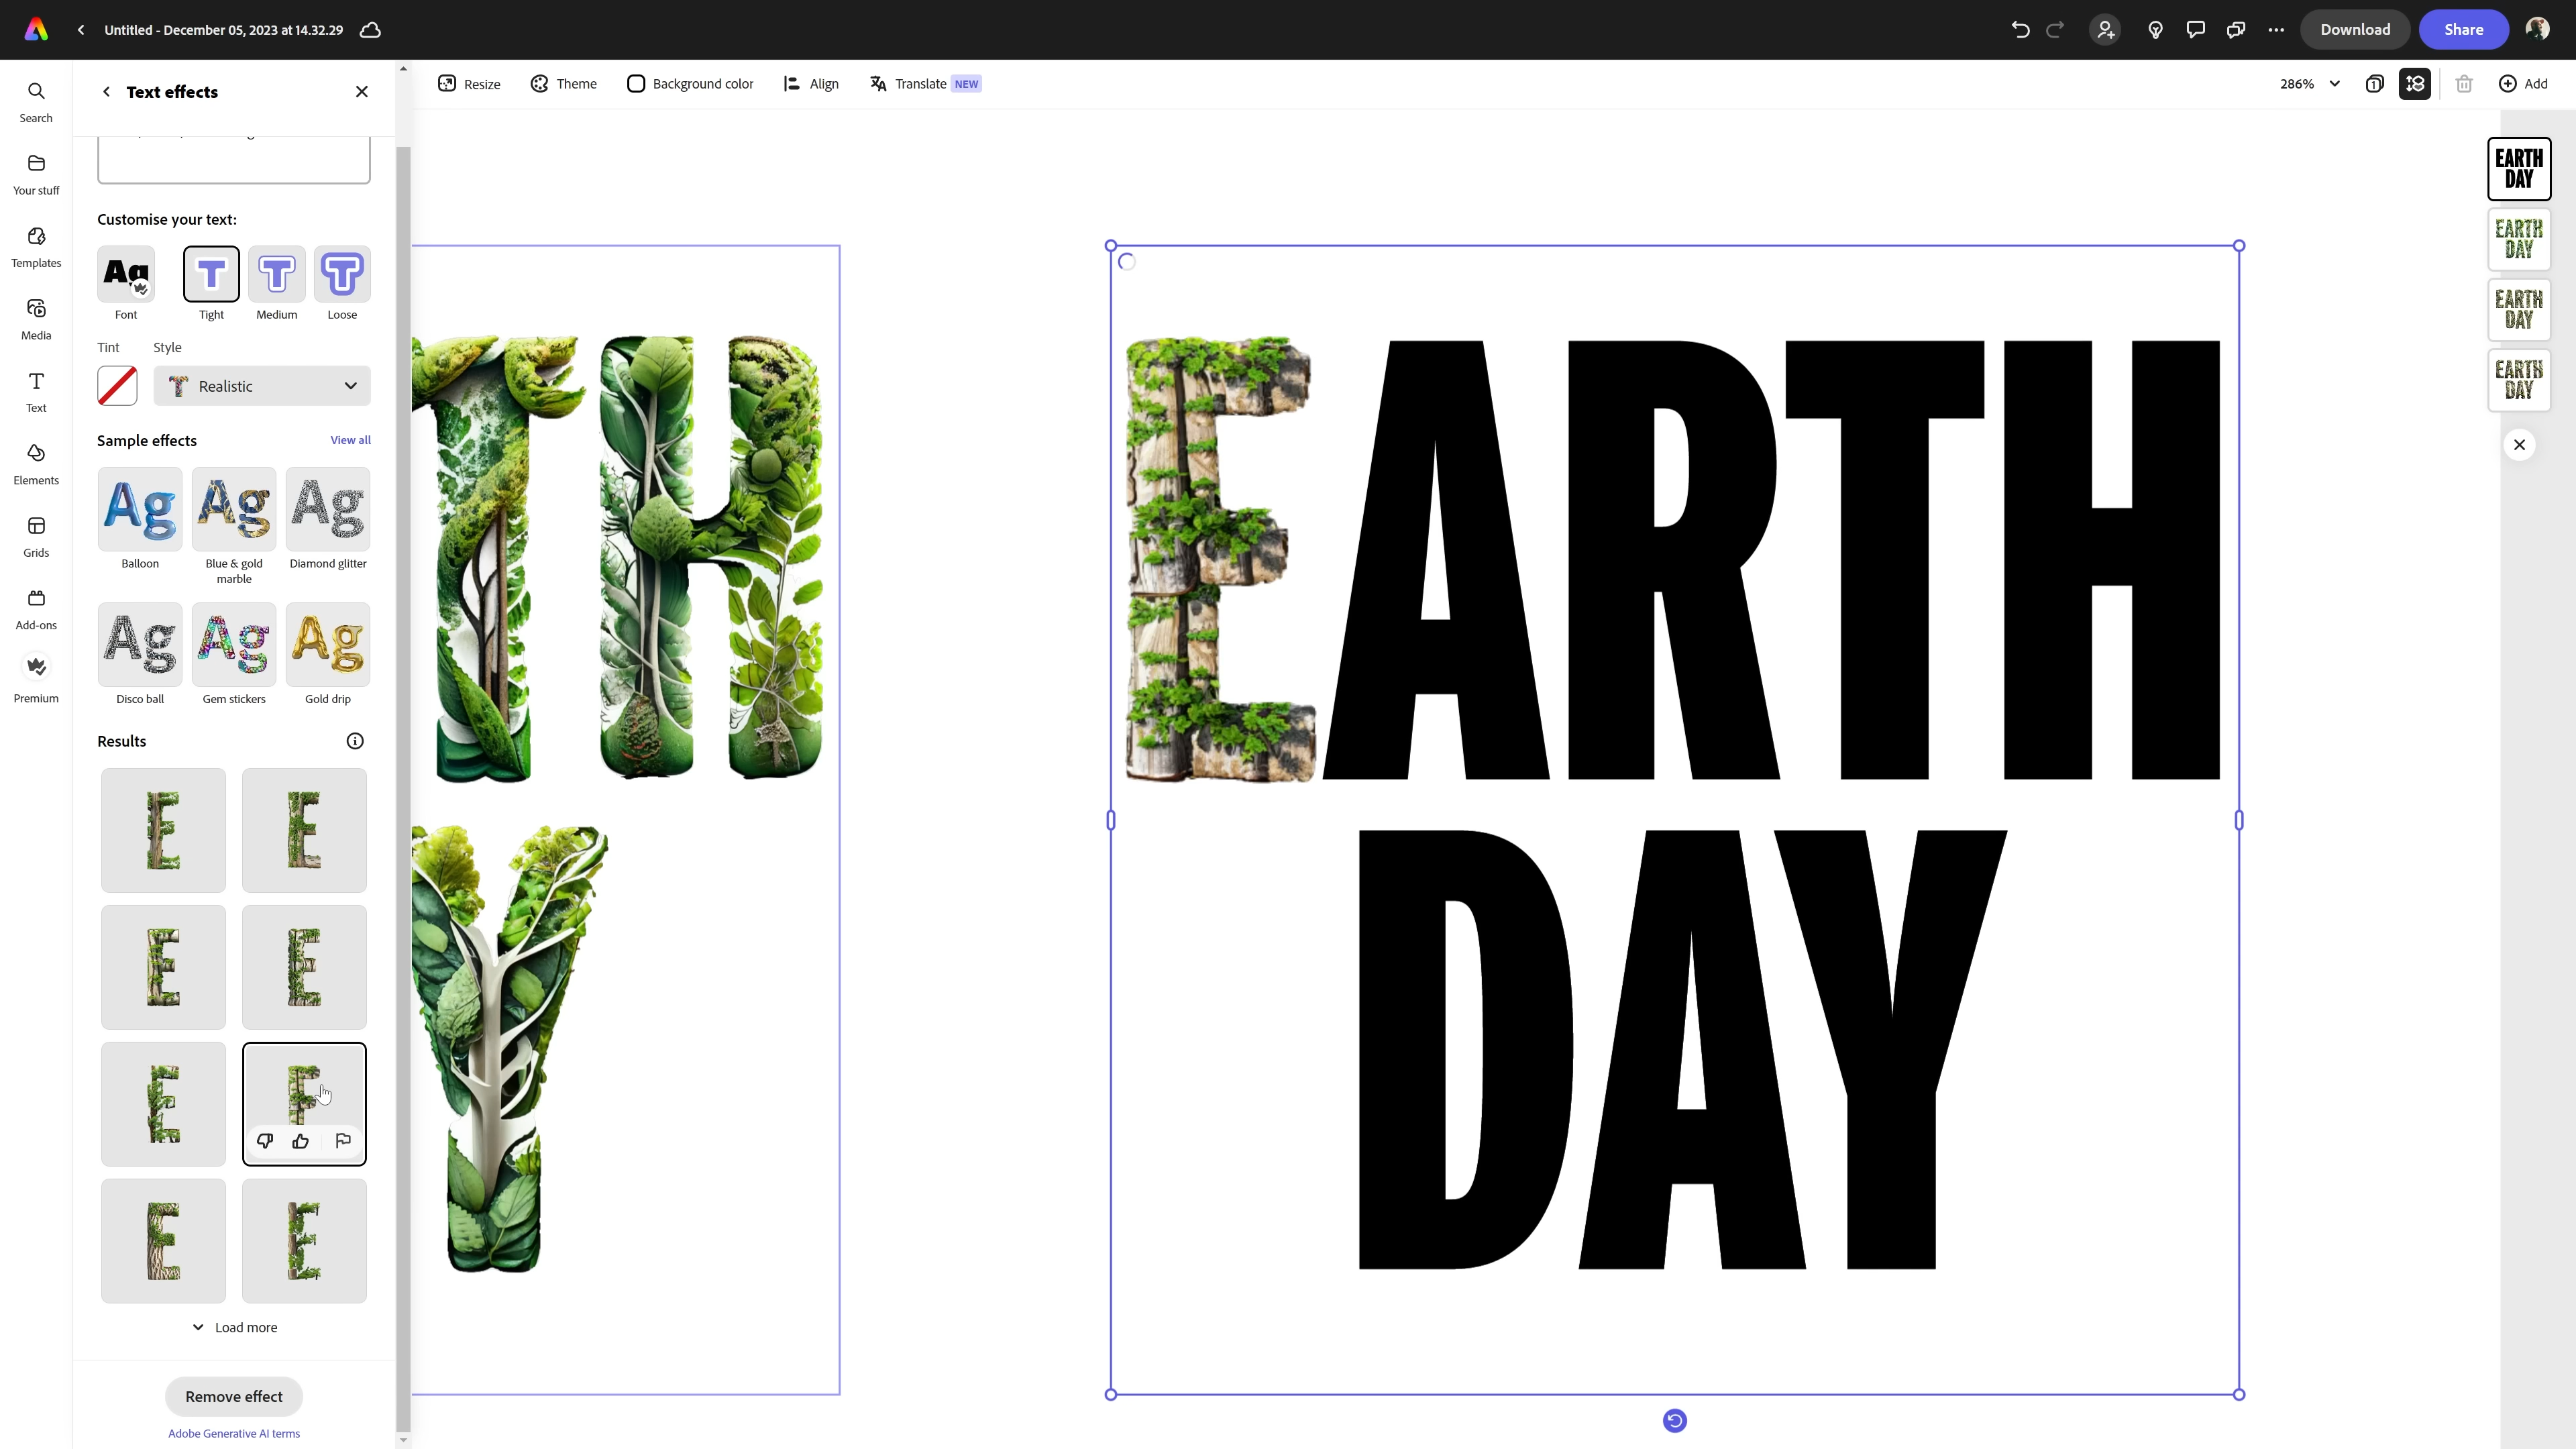 Untitled - December 05, 2023 at 14.32.29
Download
Share
Search
Your stuff
Templates
Media
Text
Elements
Grids
Add-ons
Premium
Text effects
Customise your text:
Ag
T
T
T
Font
Tight
Medium
Loose
Tint
Style
T
Realistic
Sample effects
View all
Ag
Ag
Ag
Balloon
Blue & gold
marble
Diamond glitter
Ag
Ag
Ag
Disco ball
Gem stickers
Gold drip
Results
E
E
E
E
E
E
E
E
Load more
Remove effect
Adobe Generative AI terms
Resize
Theme
Background color
Align
Translate NEW
286%
1
Add
TH
Y
EARTH
DAY
EARTH
DAY
EARTH
DAY
EARTH
DAY
EARTH
DAY